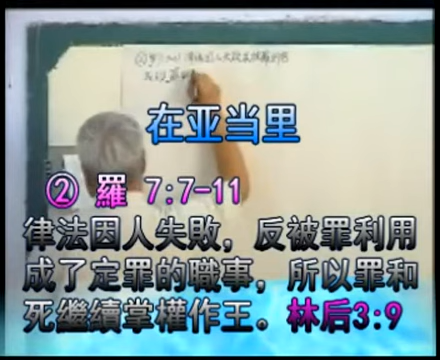 在亚当里
② 羅 7:7-11
律法因人失敗，反被罪利用
成了定罪的職事，所以罪和
死繼續掌權作王。林后3:9